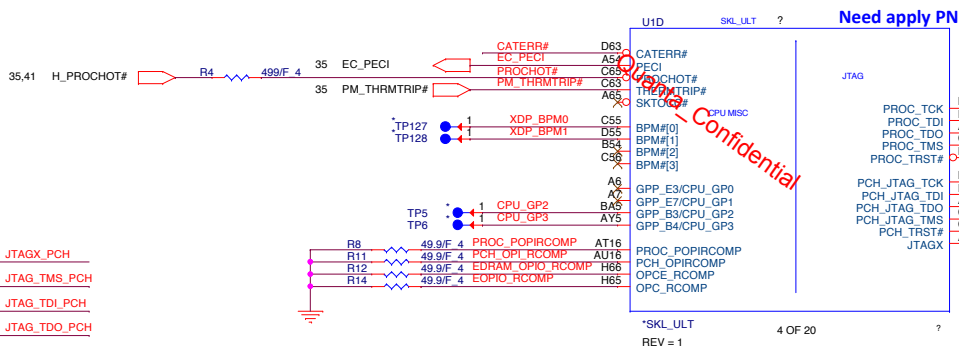 Need apply PN
U1D SKL_ULT ?
CATERR# D63 CATERR#
35 EC_PECI EC_PECI A54 PECI
35,41 H_PROCHOT# R4 499/F_4 PROCHOT# C65 PROCHOT#
35 PM_THRMTRIP# PM_THRMTRIP# C63 THERMTRIP#
A65 SKTOCC#
JTAG
CPU MISC
Quanta_Confidential
*TP127 1 XDP_BPM0 C55 BPM#[0]
*TP128 1 XDP_BPM1 D55 BPM#[1]
B54 BPM#[2]
C56 BPM#[3]
PROC_TCK
PROC_TDI
PROC_TDO
PROC_TMS
PROC_TRST#
A6 GPP_E3/CPU_GP0
A7 GPP_E7/CPU_GP1
TP5 * 1 CPU_GP2 BA5 GPP_B3/CPU_GP2
TP6 * 1 CPU_GP3 AY5 GPP_B4/CPU_GP3
PCH_JTAG_TCK
PCH_JTAG_TDI
PCH_JTAG_TDO
PCH_JTAG_TMS
PCH_TRST#
JTAGX
R8 49.9/F_4 PROC_POPIRCOMP AT16 PROC_POPIRCOMP
R11 49.9/F_4 PCH_OPI_RCOMP AU16 PCH_OPIRCOMP
R12 49.9/F_4 EDRAM_OPIO_RCOMP H66 OPCE_RCOMP
R14 49.9/F_4 EOPIO_RCOMP H65 OPC_RCOMP
JTAGX_PCH
JTAG_TMS_PCH
JTAG_TDI_PCH
JTAG_TDO_PCH
*SKL_ULT 4 OF 20 ?
REV = 1